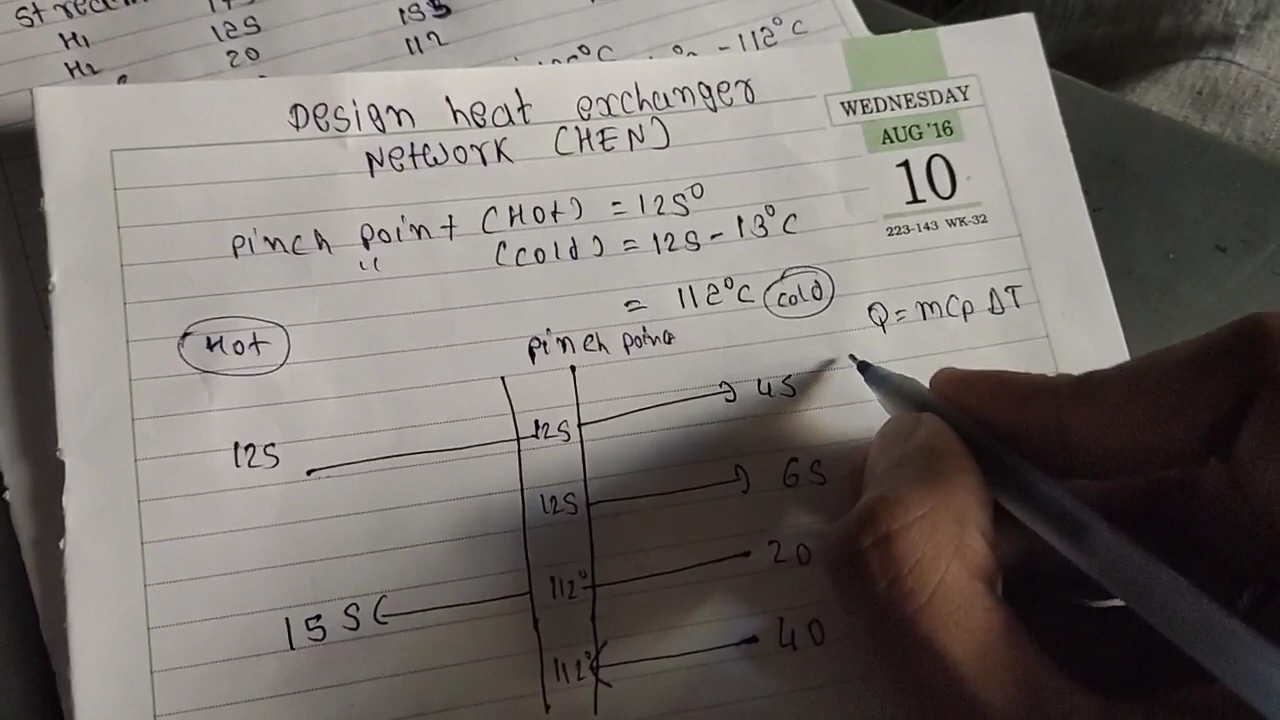 H1 125 195
H2 20 112
-112°C
Design heat exchanger
Network (HEN)
WEDNESDAY
AUG '16
10
223-143 WK-32
pinch point (Hot) = 125°
" (cold) = 125-13°C
= 112°C cold
Q = mCp ΔT
Hot
pinch point
125 125 45
125 65
112° 20
155
112° 40